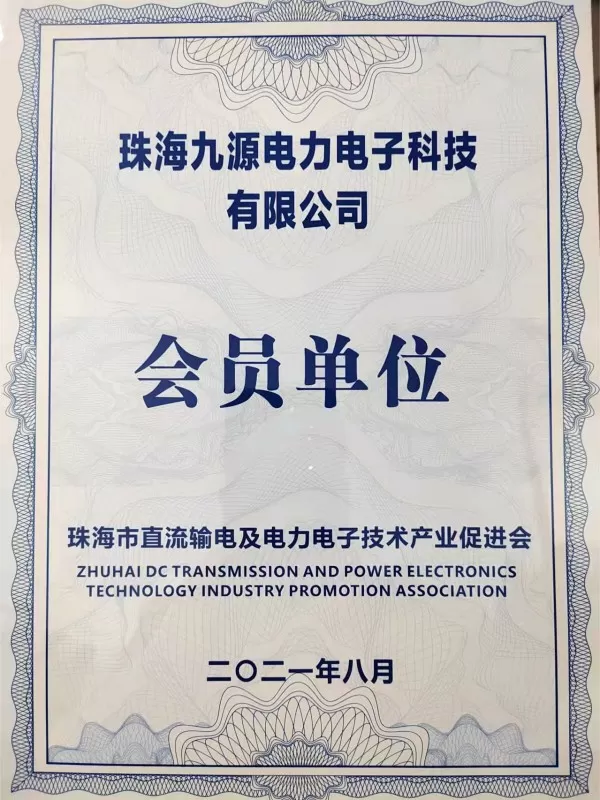 珠海九源电力电子科技
有限公司
会员单位
珠海市直流输电及电力电子技术产业促进会
ZHUHAI DC TRANSMISSION AND POWER ELECTRONICS
TECHNOLOGY INDUSTRY PROMOTION ASSOCIATION
二〇二一年八月